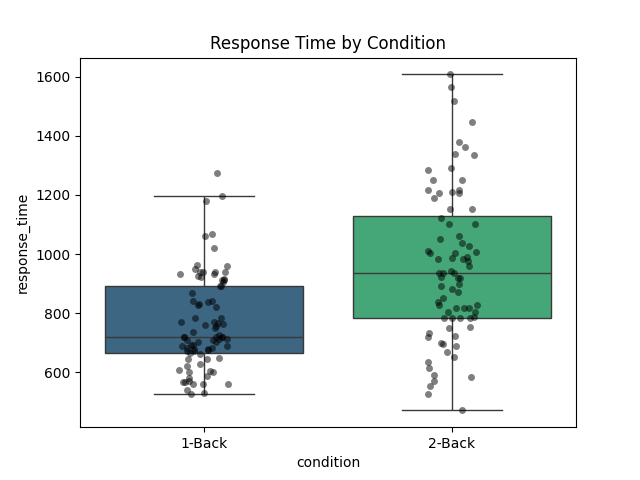 Response Time by Condition
1600
1400
1200
1000
800
600
response_time
1-Back
2-Back
condition